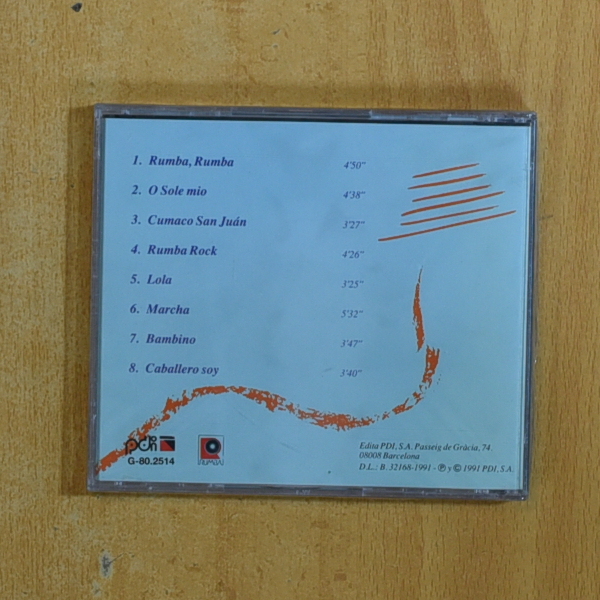 1. Rumba, Rumba 4'50"
2. O Sole mio 4'38"
3. Cumaco San Juán 3'27"
4. Rumba Rock 4'26"
5. Lola 3'25"
6. Marcha 5'32"
7. Bambino 3'47"
8. Caballero soy 3'40"
pdi
G-80.2514
Edita PDI, S.A. Passeig de Gràcia, 74
08008 Barcelona
D.L.: B. 32168-1991 - Ⓟ y © 1991 PDI, S.A.